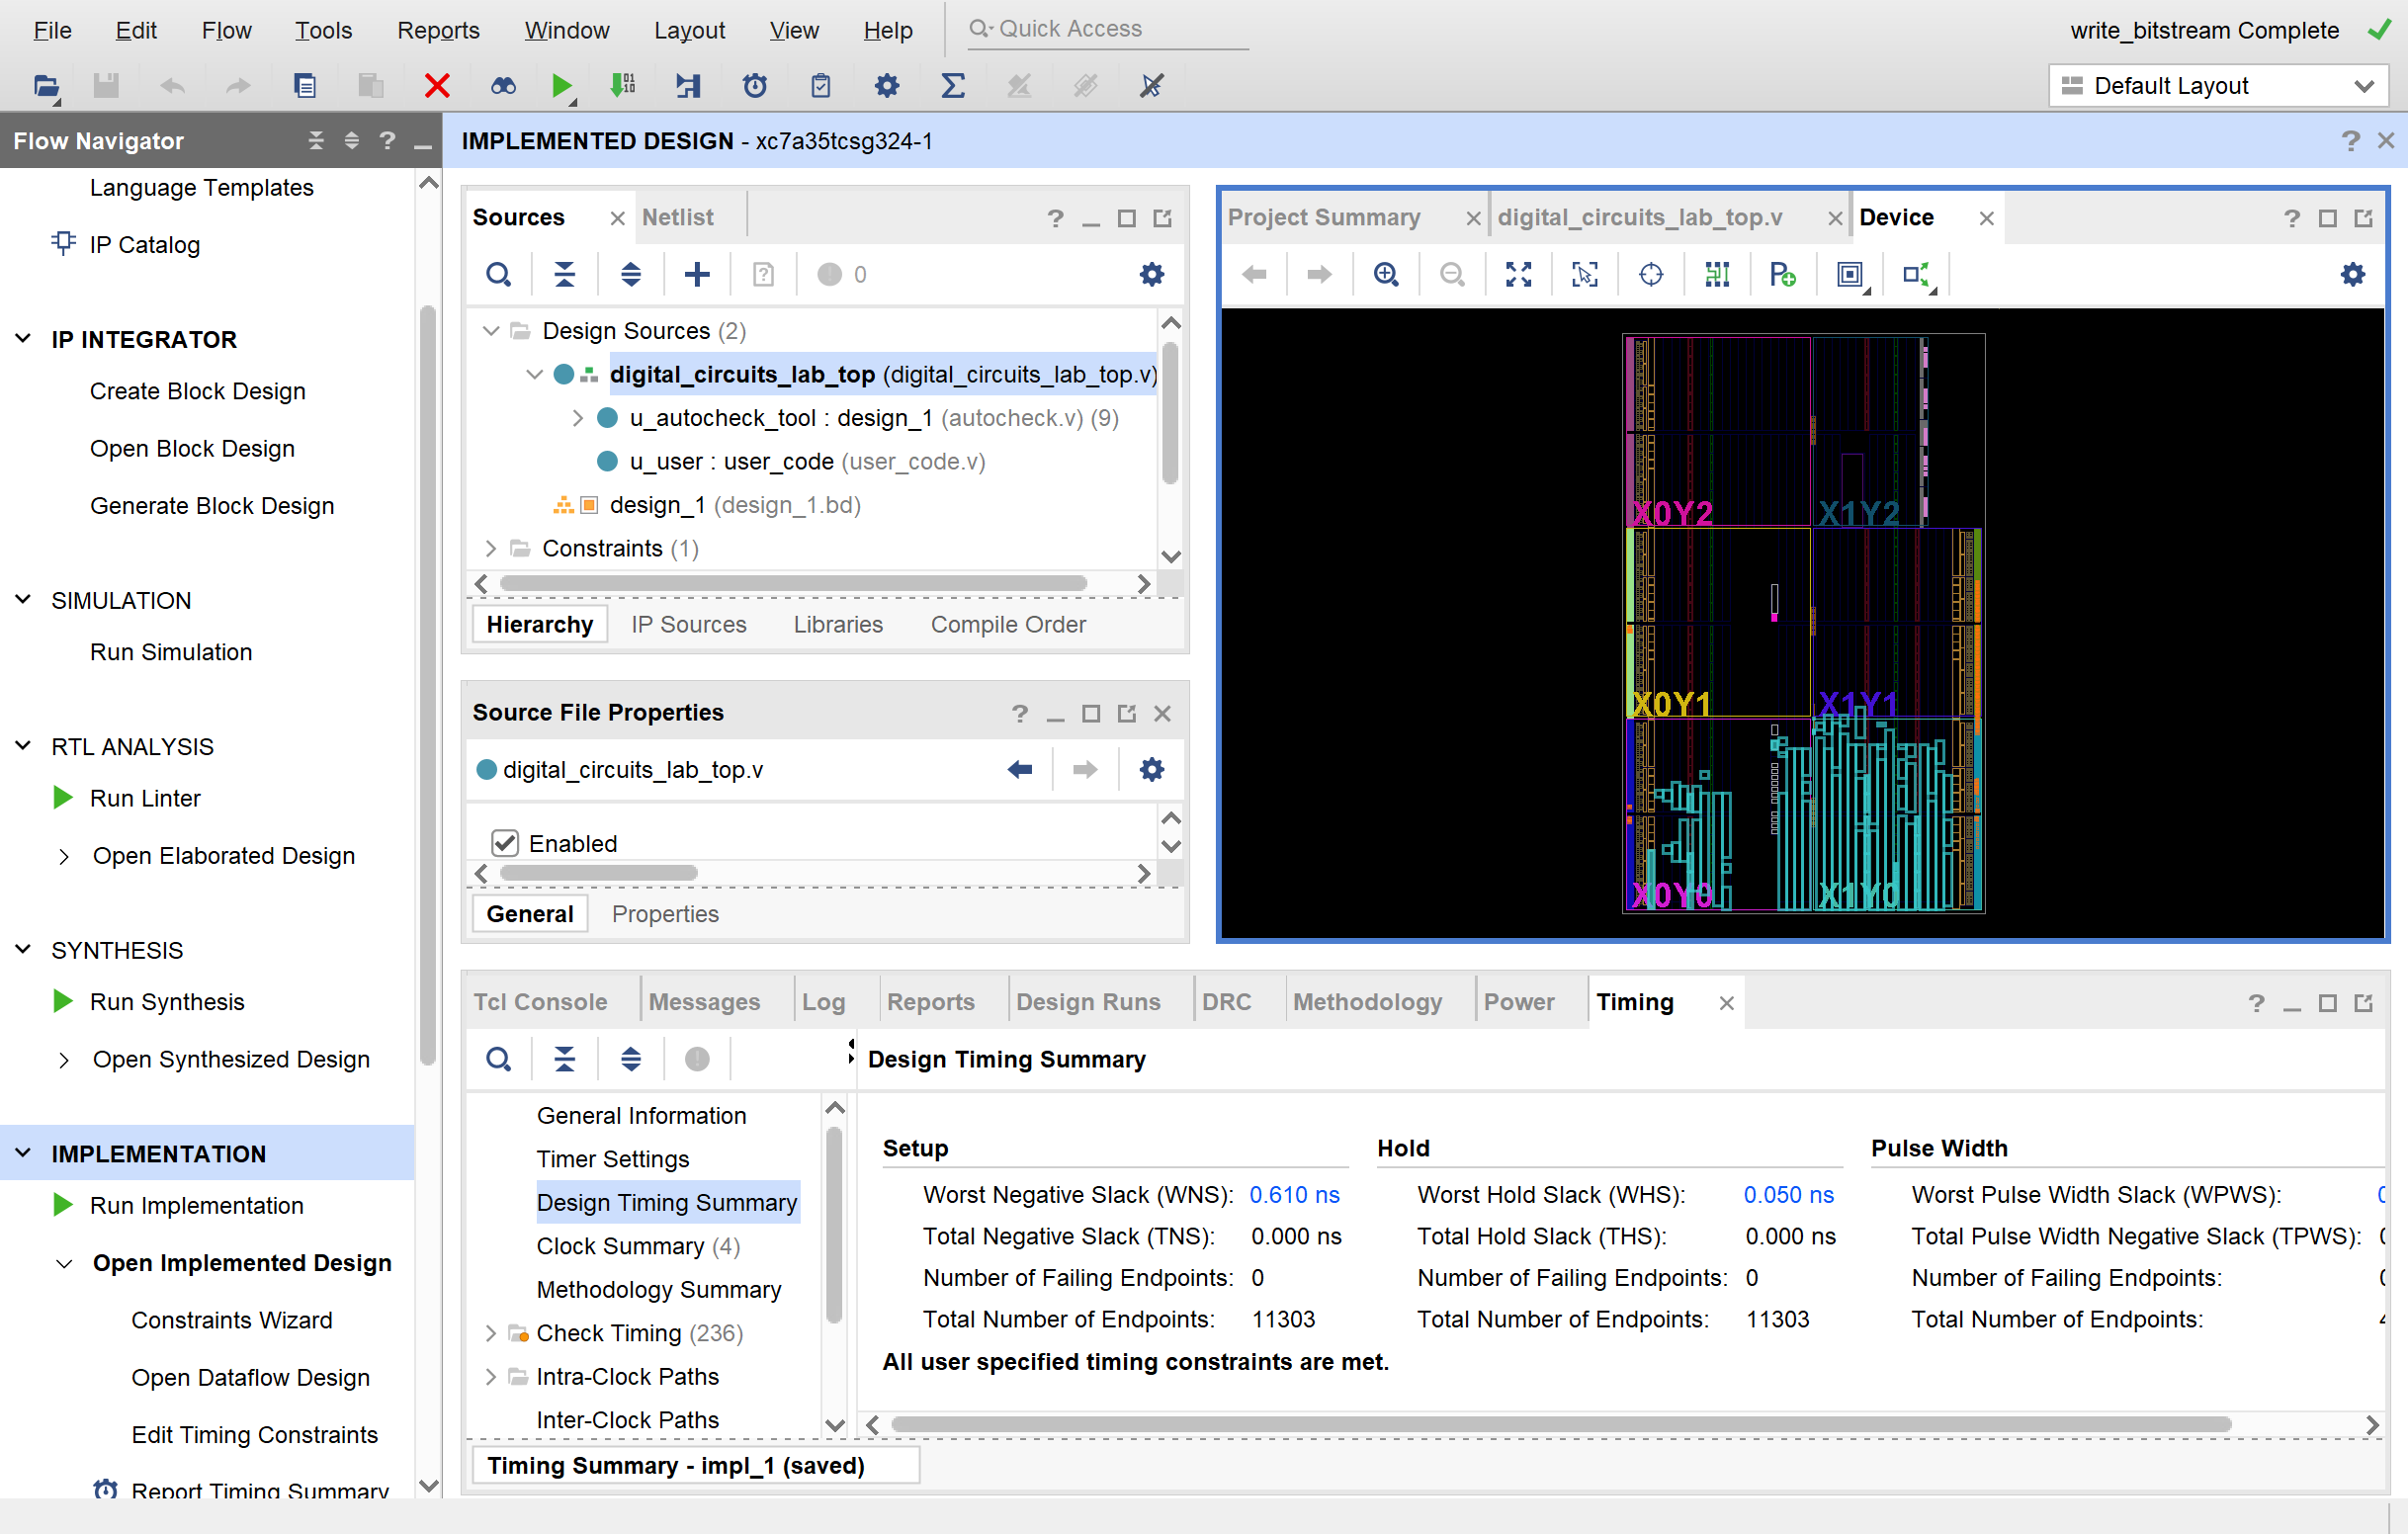 File Edit Flow Tools Reports Window Layout View Help Quick Access write_bitstream Complete
Default Layout
Flow Navigator
IMPLEMENTED DESIGN - xc7a35tcsg324-1
Language Templates
IP Catalog
IP INTEGRATOR
Create Block Design
Open Block Design
Generate Block Design
SIMULATION
Run Simulation
RTL ANALYSIS
Run Linter
Open Elaborated Design
SYNTHESIS
Run Synthesis
Open Synthesized Design
IMPLEMENTATION
Run Implementation
Open Implemented Design
Constraints Wizard
Open Dataflow Design
Edit Timing Constraints
Report Timing Summary
Sources Netlist
0
Design Sources (2)
digital_circuits_lab_top (digital_circuits_lab_top.v)
u_autocheck_tool : design_1 (autocheck.v) (9)
u_user : user_code (user_code.v)
design_1 (design_1.bd)
Constraints (1)
Hierarchy IP Sources Libraries Compile Order
Source File Properties
digital_circuits_lab_top.v
Enabled
General Properties
Project Summary digital_circuits_lab_top.v Device
X0Y2 X1Y2
X0Y1 X1Y1
X0Y0 X1Y0
Tcl Console Messages Log Reports Design Runs DRC Methodology Power Timing
Design Timing Summary
General Information
Timer Settings
Design Timing Summary
Clock Summary (4)
Methodology Summary
Check Timing (236)
Intra-Clock Paths
Inter-Clock Paths
Setup Hold Pulse Width
Worst Negative Slack (WNS): 0.610 ns Worst Hold Slack (WHS): 0.050 ns Worst Pulse Width Slack (WPWS):
Total Negative Slack (TNS): 0.000 ns Total Hold Slack (THS): 0.000 ns Total Pulse Width Negative Slack (TPWS):
Number of Failing Endpoints: 0 Number of Failing Endpoints: 0 Number of Failing Endpoints:
Total Number of Endpoints: 11303 Total Number of Endpoints: 11303 Total Number of Endpoints:
All user specified timing constraints are met.
Timing Summary - impl_1 (saved)